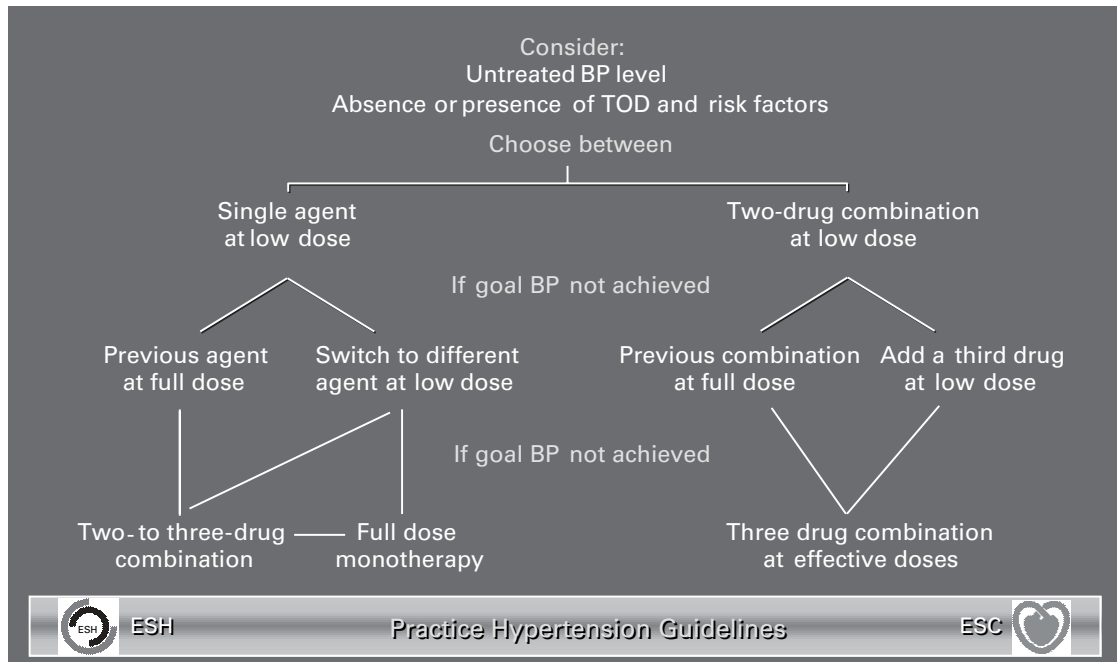 Consider:
Untreated BP level
Absence or presence of TOD and risk factors
Choose between
Single agent
at low dose
Two-drug combination
at low dose
If goal BP not achieved
Previous agent
at full dose
Switch to different
agent at low dose
Previous combination
at full dose
Add a third drug
at low dose
If goal BP not achieved
Two-to three-drug
combination
Full dose
monotherapy
Three drug combination
at effective doses
ESH
ESH
Practice Hypertension Guidelines
ESC